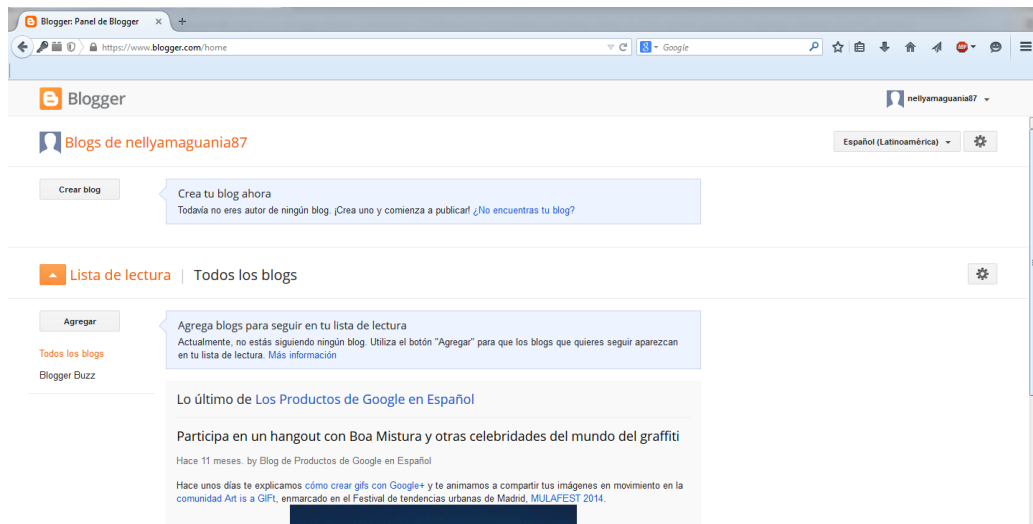 Blogger: Panel de Blogger
https://www.blogger.com/home
Google
Blogger
nellyamaguania87
Blogs de nellyamaguania87
Español (Latinoamérica)
Crear blog
Crea tu blog ahora
Todavía no eres autor de ningún blog. ¡Crea uno y comienza a publicar! ¿No encuentras tu blog?
Lista de lectura | Todos los blogs
Agregar
Agrega blogs para seguir en tu lista de lectura
Actualmente, no estás siguiendo ningún blog. Utiliza el botón "Agregar" para que los blogs que quieres seguir aparezcan
en tu lista de lectura. Más información
Todos los blogs
Blogger Buzz
Lo último de Los Productos de Google en Español
Participa en un hangout con Boa Mistura y otras celebridades del mundo del graffiti
Hace 11 meses. by Blog de Productos de Google en Español
Hace unos días te explicamos cómo crear gifs con Google+ y te animamos a compartir tus imágenes en movimiento en la
comunidad Art is a GIFt, enmarcado en el Festival de tendencias urbanas de Madrid, MULAFEST 2014.